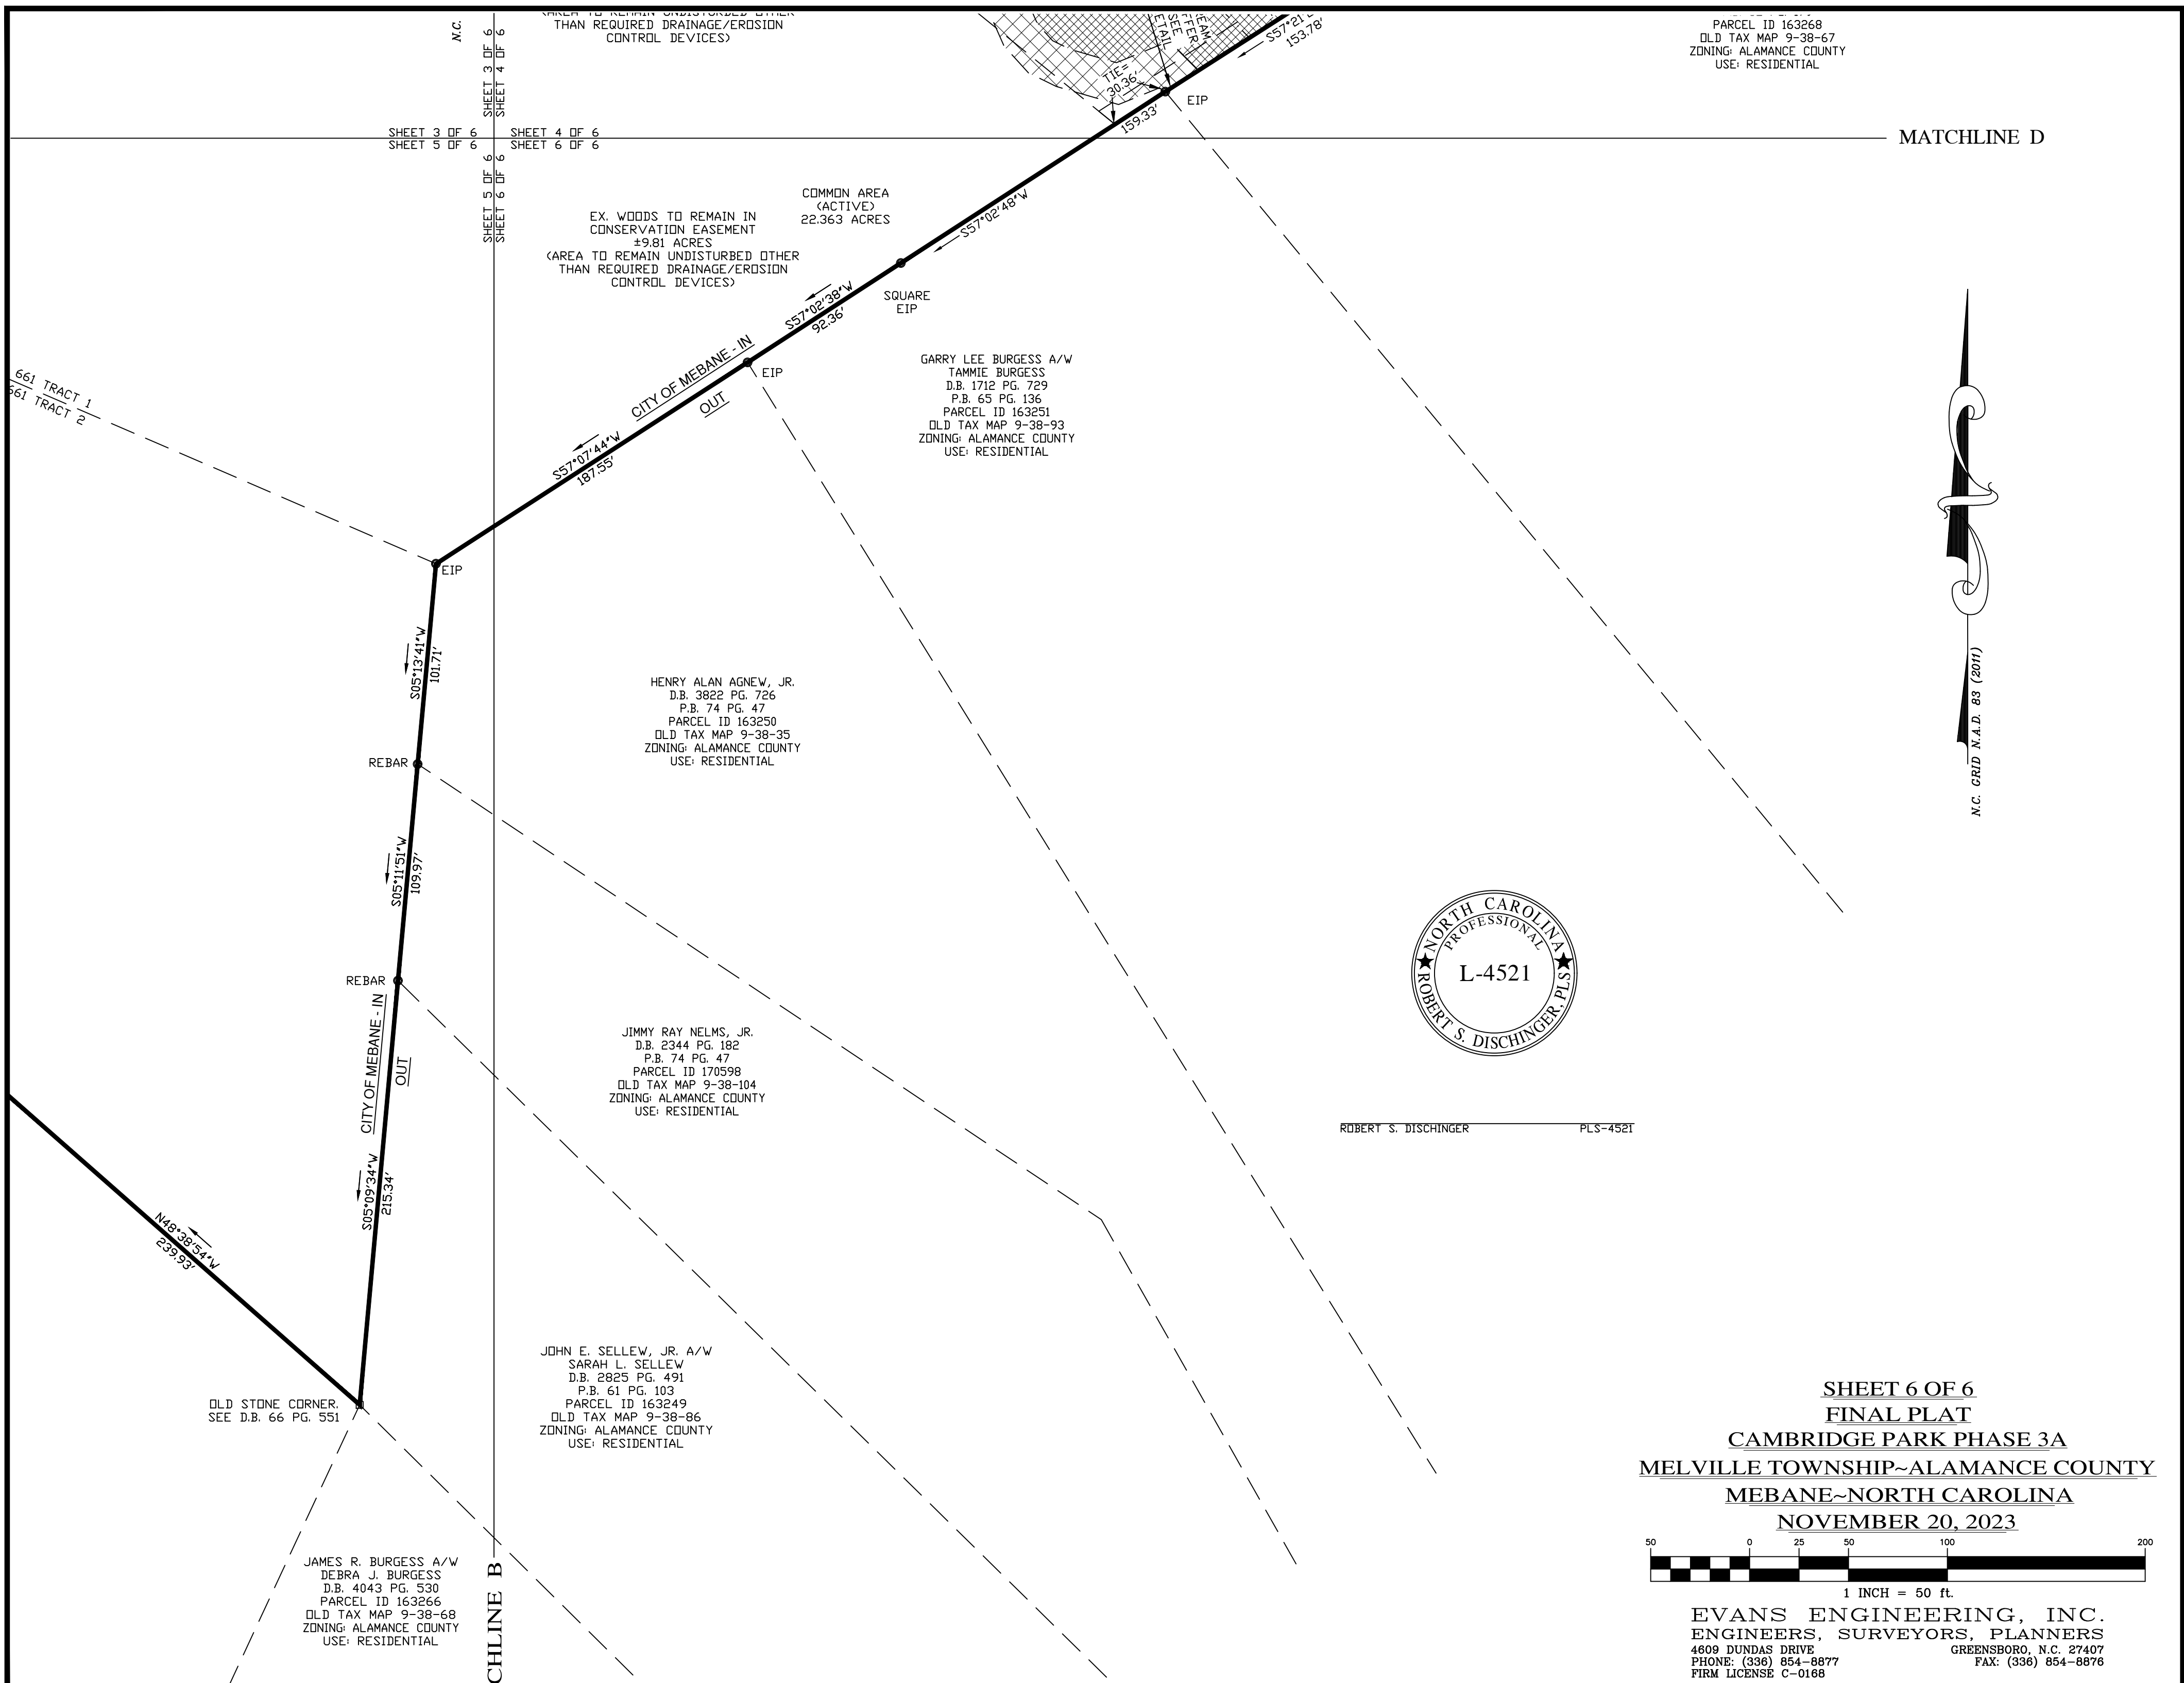 (AREA TO REMAIN UNDISTURBED OTHER
THAN REQUIRED DRAINAGE/EROSION
CONTROL DEVICES)
N.C.
SHEET 3 OF 6
SHEET 4 OF 6
TIE=
30.36'
SEE
DETAIL
S57°21'
153.78'
EIP
159.33'
PARCEL ID 163268
OLD TAX MAP 9-38-67
ZONING: ALAMANCE COUNTY
USE: RESIDENTIAL
SHEET 3 OF 6 SHEET 4 OF 6
SHEET 5 OF 6 SHEET 6 OF 6
MATCHLINE D
SHEET 5 OF 6
SHEET 6 OF 6
COMMON AREA
(ACTIVE)
22.363 ACRES
EX. WOODS TO REMAIN IN
CONSERVATION EASEMENT
±9.81 ACRES
(AREA TO REMAIN UNDISTURBED OTHER
THAN REQUIRED DRAINAGE/EROSION
CONTROL DEVICES)
S57°02'48"W
SQUARE
EIP
S57°02'38"W
92.36'
EIP
CITY OF MEBANE - IN
OUT
S57°07'44"W
187.55'
GARRY LEE BURGESS A/W
TAMMIE BURGESS
D.B. 1712 PG. 729
P.B. 65 PG. 136
PARCEL ID 163251
OLD TAX MAP 9-38-93
ZONING: ALAMANCE COUNTY
USE: RESIDENTIAL
661 TRACT 1
661 TRACT 2
EIP
S05°13'41"W
101.71'
HENRY ALAN AGNEW, JR.
D.B. 3822 PG. 726
P.B. 74 PG. 47
PARCEL ID 163250
OLD TAX MAP 9-38-35
ZONING: ALAMANCE COUNTY
USE: RESIDENTIAL
N.C. GRID N.A.D. 83 (2011)
REBAR
S05°11'51"W
109.97'
REBAR
CITY OF MEBANE - IN
OUT
JIMMY RAY NELMS, JR.
D.B. 2344 PG. 182
P.B. 74 PG. 47
PARCEL ID 170598
OLD TAX MAP 9-38-104
ZONING: ALAMANCE COUNTY
USE: RESIDENTIAL
NORTH CAROLINA
PROFESSIONAL
L-4521
ROBERT S. DISCHINGER, PLS
ROBERT S. DISCHINGER PLS-4521
S05°09'34"W
215.34'
N48°38'54"W
239.93'
OLD STONE CORNER.
SEE D.B. 66 PG. 551
JOHN E. SELLEW, JR. A/W
SARAH L. SELLEW
D.B. 2825 PG. 491
P.B. 61 PG. 103
PARCEL ID 163249
OLD TAX MAP 9-38-86
ZONING: ALAMANCE COUNTY
USE: RESIDENTIAL
JAMES R. BURGESS A/W
DEBRA J. BURGESS
D.B. 4043 PG. 530
PARCEL ID 163266
OLD TAX MAP 9-38-68
ZONING: ALAMANCE COUNTY
USE: RESIDENTIAL
CHLINE B
SHEET 6 OF 6
FINAL PLAT
CAMBRIDGE PARK PHASE 3A
MELVILLE TOWNSHIP~ALAMANCE COUNTY
MEBANE~NORTH CAROLINA
NOVEMBER 20, 2023
50 0 25 50 100 200
1 INCH = 50 ft.
EVANS ENGINEERING, INC.
ENGINEERS, SURVEYORS, PLANNERS
4609 DUNDAS DRIVE GREENSBORO, N.C. 27407
PHONE: (336) 854-8877 FAX: (336) 854-8876
FIRM LICENSE C-0168